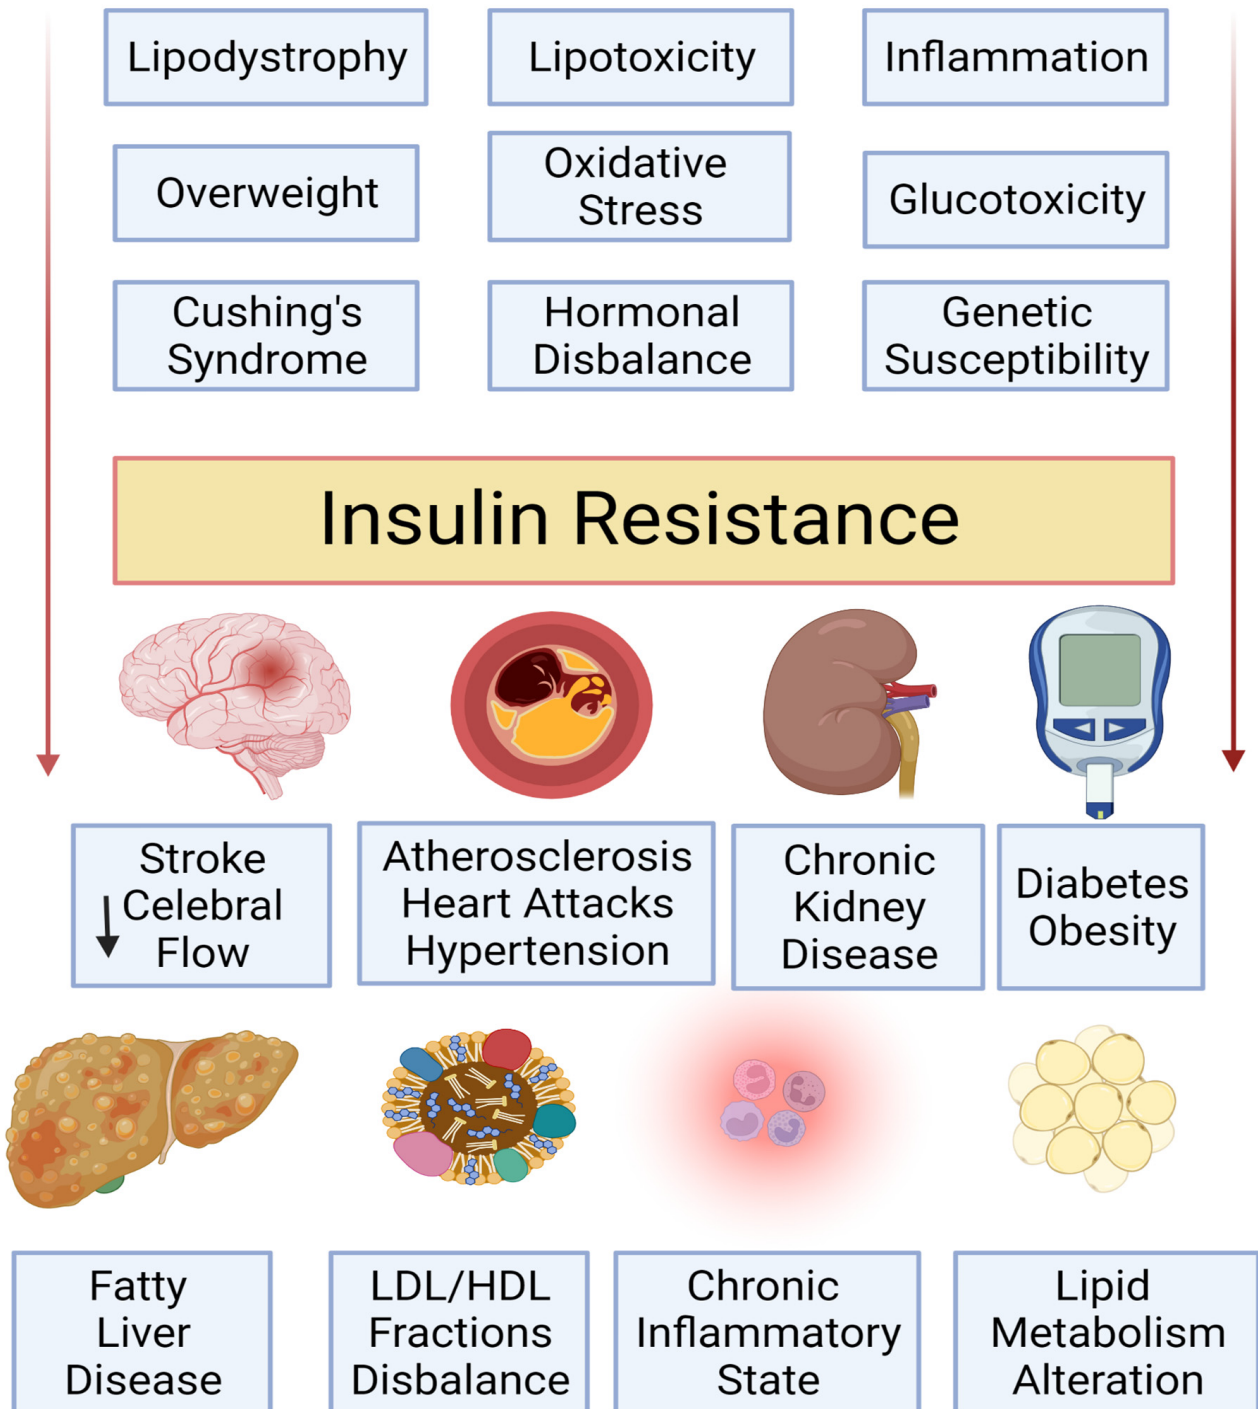 Lipodystrophy
Lipotoxicity
Inflammation
Overweight
Oxidative
Stress
Glucotoxicity
Cushing's
Syndrome
Hormonal
Disbalance
Genetic
Susceptibility
Insulin Resistance
Stroke
Celebral
Flow
Atherosclerosis
Heart Attacks
Hypertension
Chronic
Kidney
Disease
Diabetes
Obesity
Fatty
Liver
Disease
LDL/HDL
Fractions
Disbalance
Chronic
Inflammatory
State
Lipid
Metabolism
Alteration